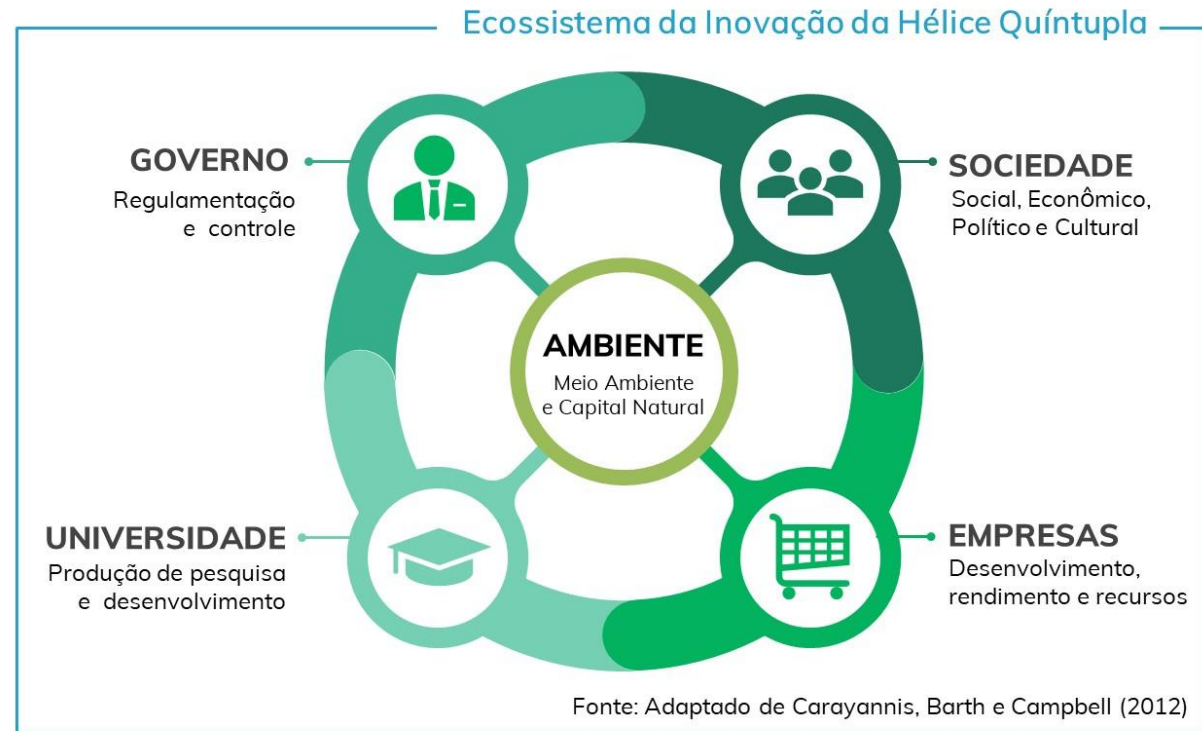 Ecossistema da Inovação da Hélice Quíntupla
GOVERNO
Regulamentação
e controle
SOCIEDADE
Social, Econômico,
Político e Cultural
AMBIENTE
Meio Ambiente
e Capital Natural
UNIVERSIDADE
Produção de pesquisa
e desenvolvimento
EMPRESAS
Desenvolvimento,
rendimento e recursos
Fonte: Adaptado de Carayannis, Barth e Campbell (2012)